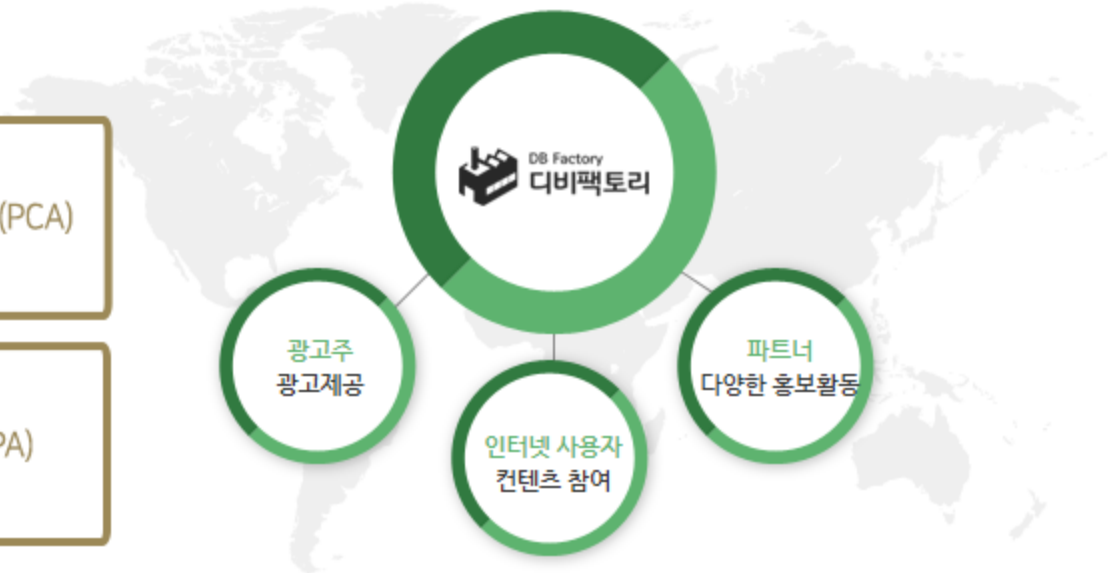 (PCA)
PA)
DB Factory
디비팩토리
광고주
광고제공
인터넷 사용자
컨텐츠 참여
파트너
다양한 홍보활동